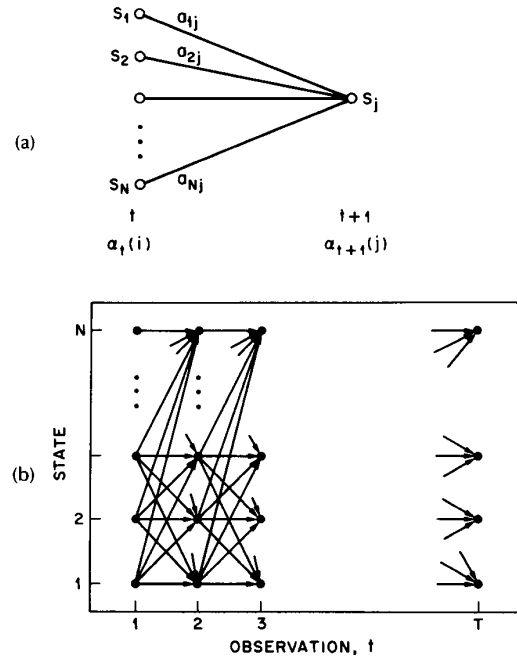 S1
a1j
S2
a2j
Sj
(a)
SN
aNj
t
t+1
αt(i)
αt+1(j)
N
(b)
STATE
2
1
1 2 3 T
OBSERVATION, t